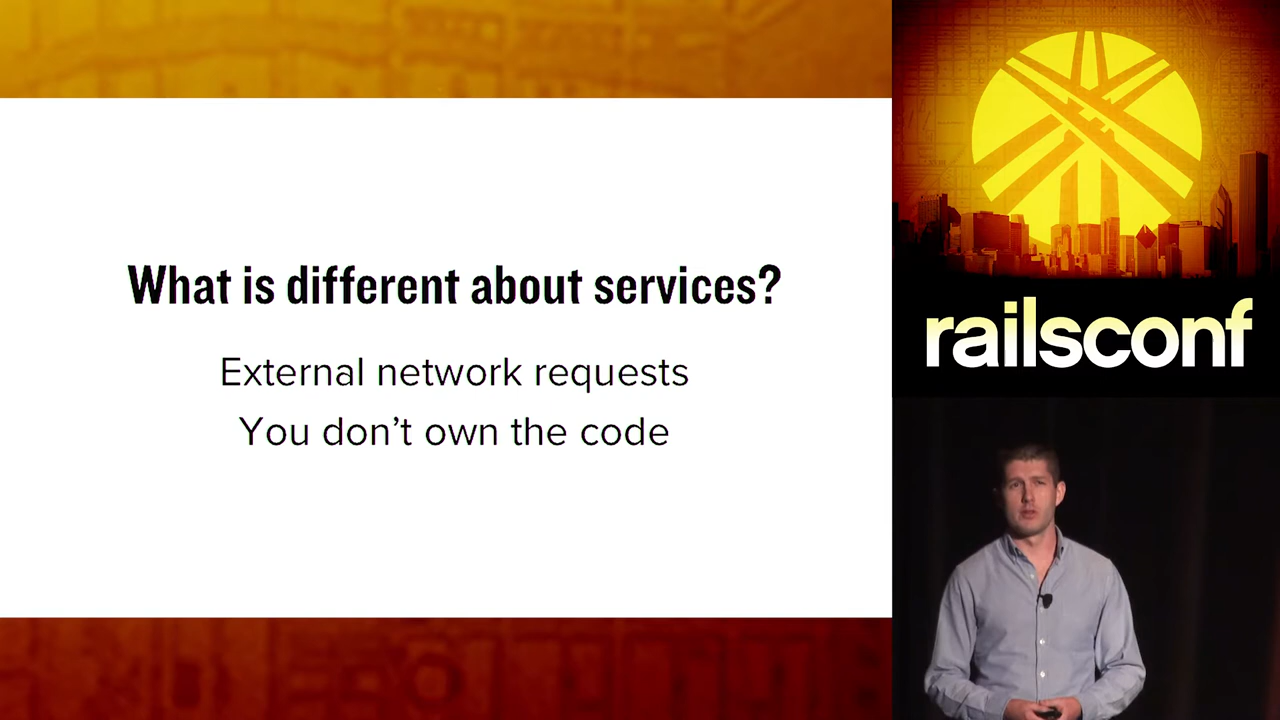 What is different about services?
External network requests
You don’t own the code
railsconf